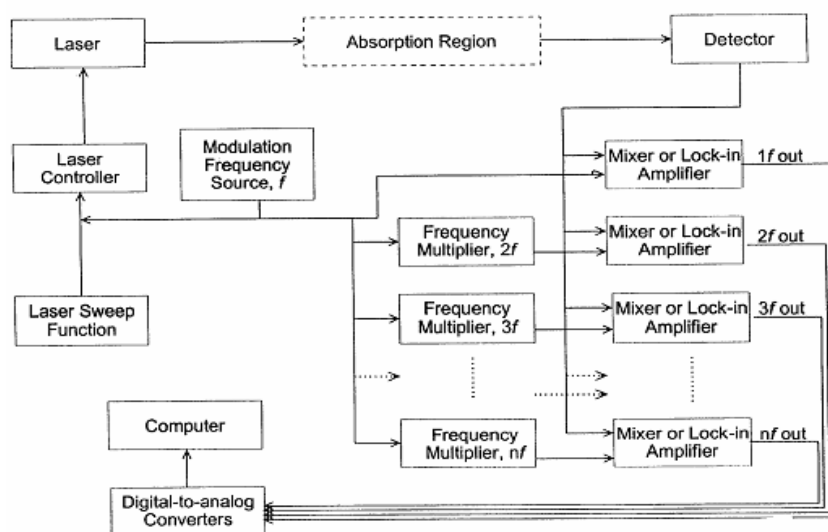 Laser
Absorption Region
Detector
Laser
Controller
Modulation
Frequency
Source, f
Mixer or Lock-in
Amplifier
1f out
Frequency
Multiplier, 2f
Mixer or Lock-in
Amplifier
2f out
Laser Sweep
Function
Frequency
Multiplier, 3f
Mixer or Lock-in
Amplifier
3f out
Computer
Frequency
Multiplier, nf
Mixer or Lock-in
Amplifier
nf out
Digital-to-analog
Converters